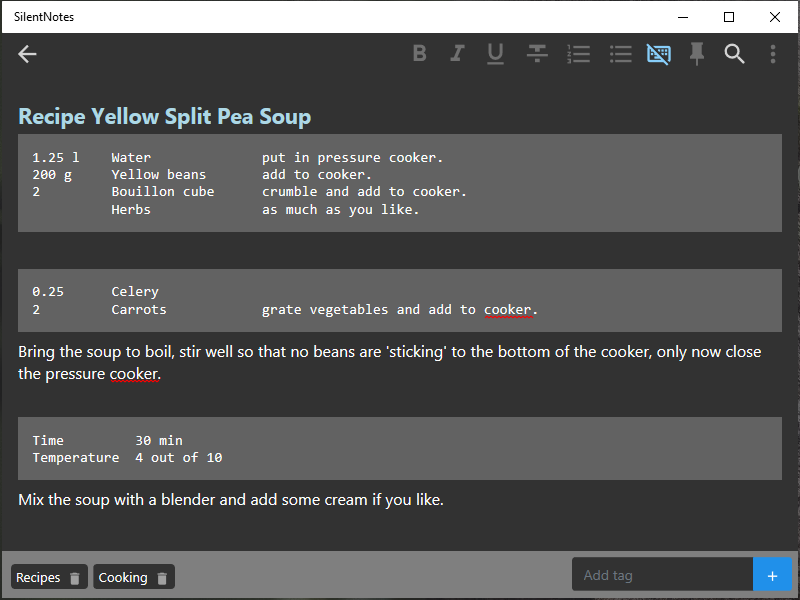 SilentNotes
B I U
Recipe Yellow Split Pea Soup
1.25 l Water put in pressure cooker.
200 g Yellow beans add to cooker.
2 Bouillon cube crumble and add to cooker.
Herbs as much as you like.
0.25 Celery
2 Carrots grate vegetables and add to cooker.
Bring the soup to boil, stir well so that no beans are 'sticking' to the bottom of the cooker, only now close
the pressure cooker.
Time 30 min
Temperature 4 out of 10
Mix the soup with a blender and add some cream if you like.
Recipes Cooking Add tag +